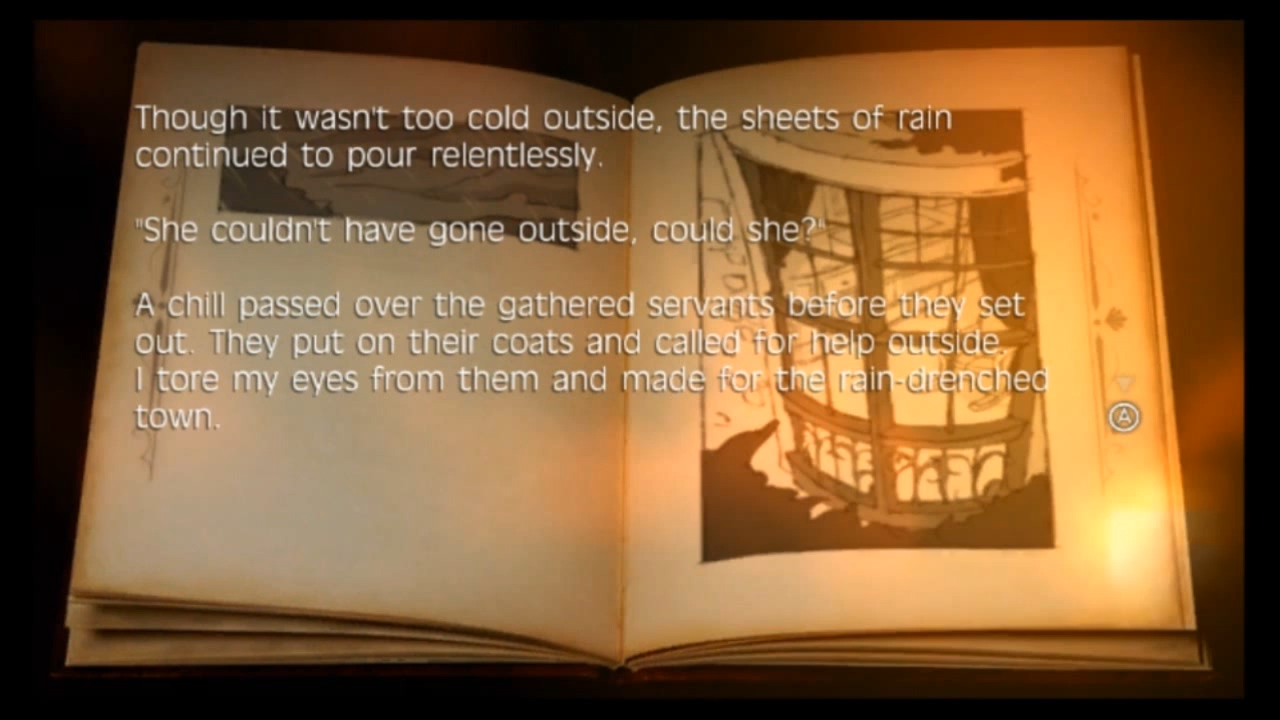 Though it wasn't too cold outside, the sheets of rain
continued to pour relentlessly.
"She couldn't have gone outside, could she?"
A chill passed over the gathered servants before they set
out. They put on their coats and called for help outside.
I tore my eyes from them and made for the rain-drenched
town.
A